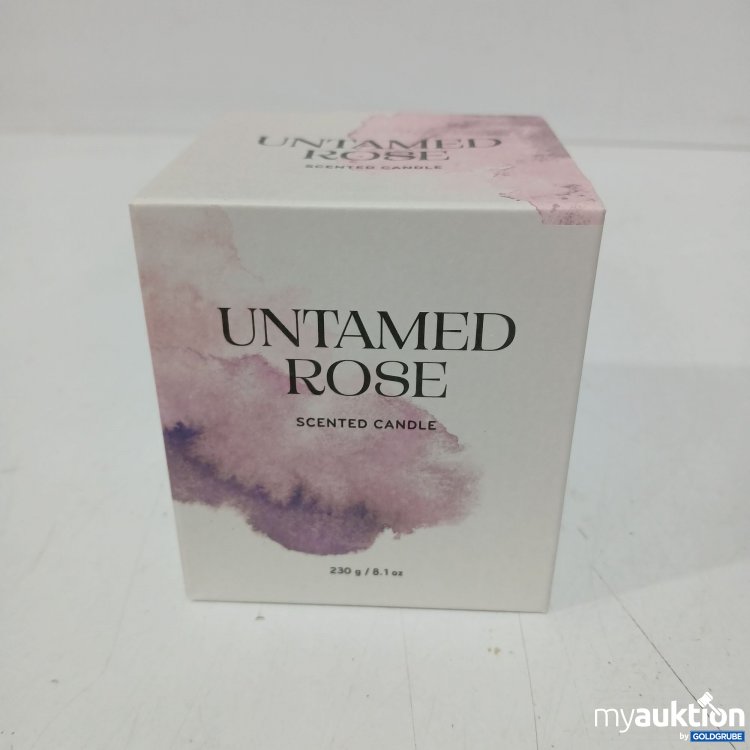 UNTAMED
ROSE
SCENTED CANDLE
UNTAMED
ROSE
SCENTED CANDLE
230 g / 8.1 oz
myauktion
by GOLDGRUBE